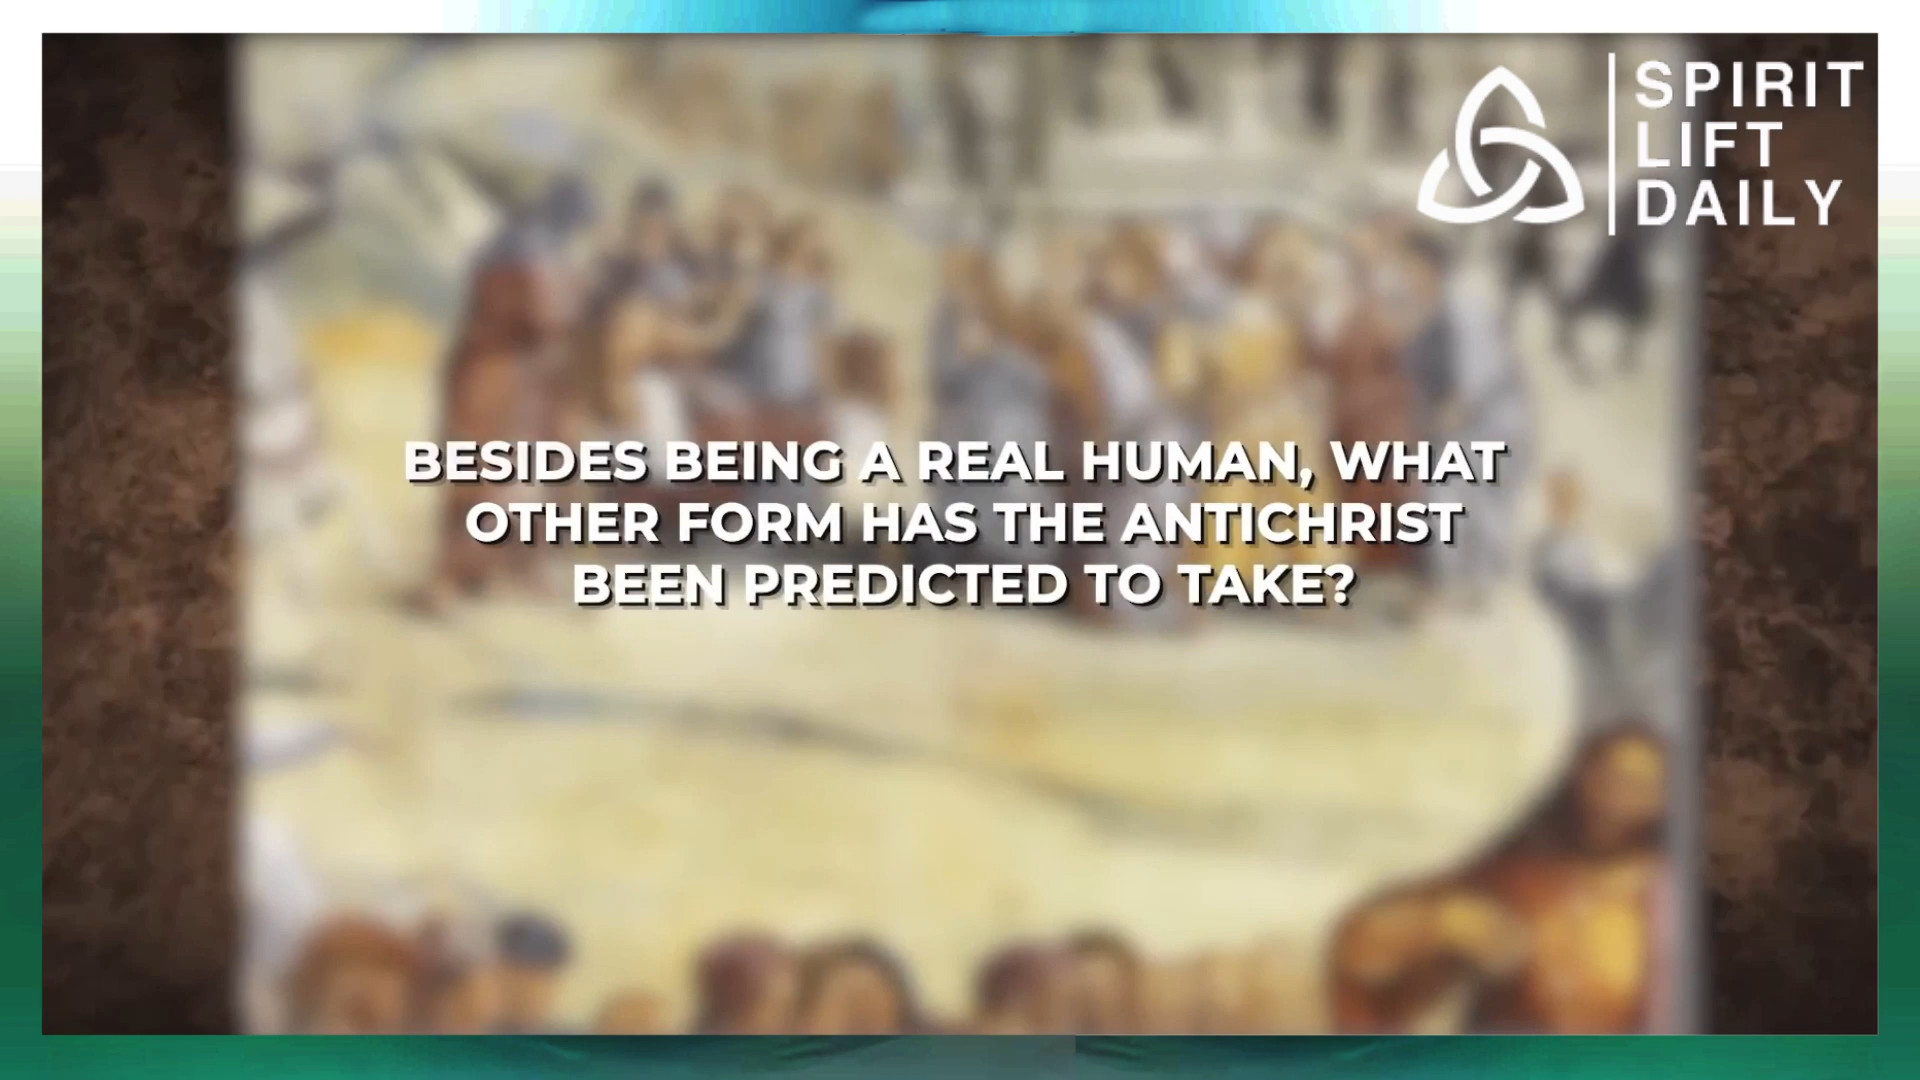 SPIRIT
LIFT
DAILY
BESIDES BEING A REAL HUMAN, WHAT
OTHER FORM HAS THE ANTICHRIST
BEEN PREDICTED TO TAKE?